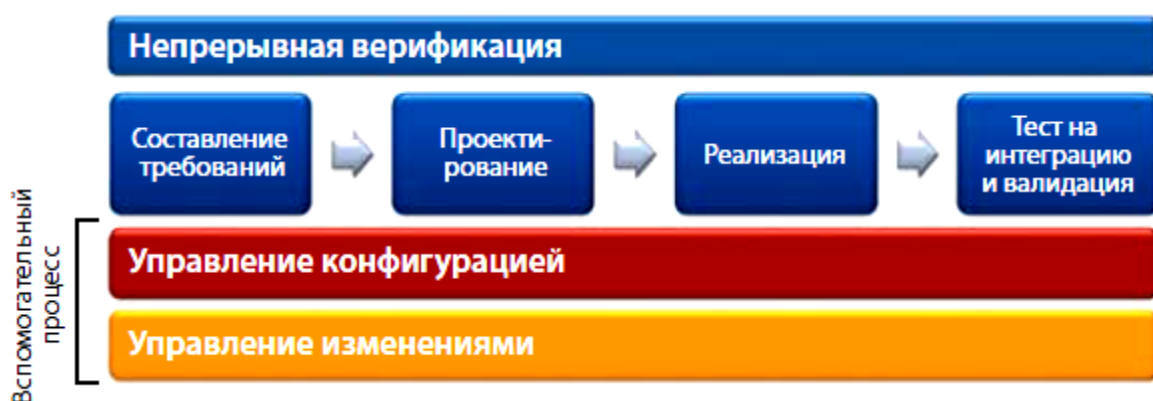 Непрерывная верификация
Составление
требований
Проекти-
рование
Реализация
Тест на
интеграцию
и валидация
Вспомогательный
процесс
Управление конфигурацией
Управление изменениями